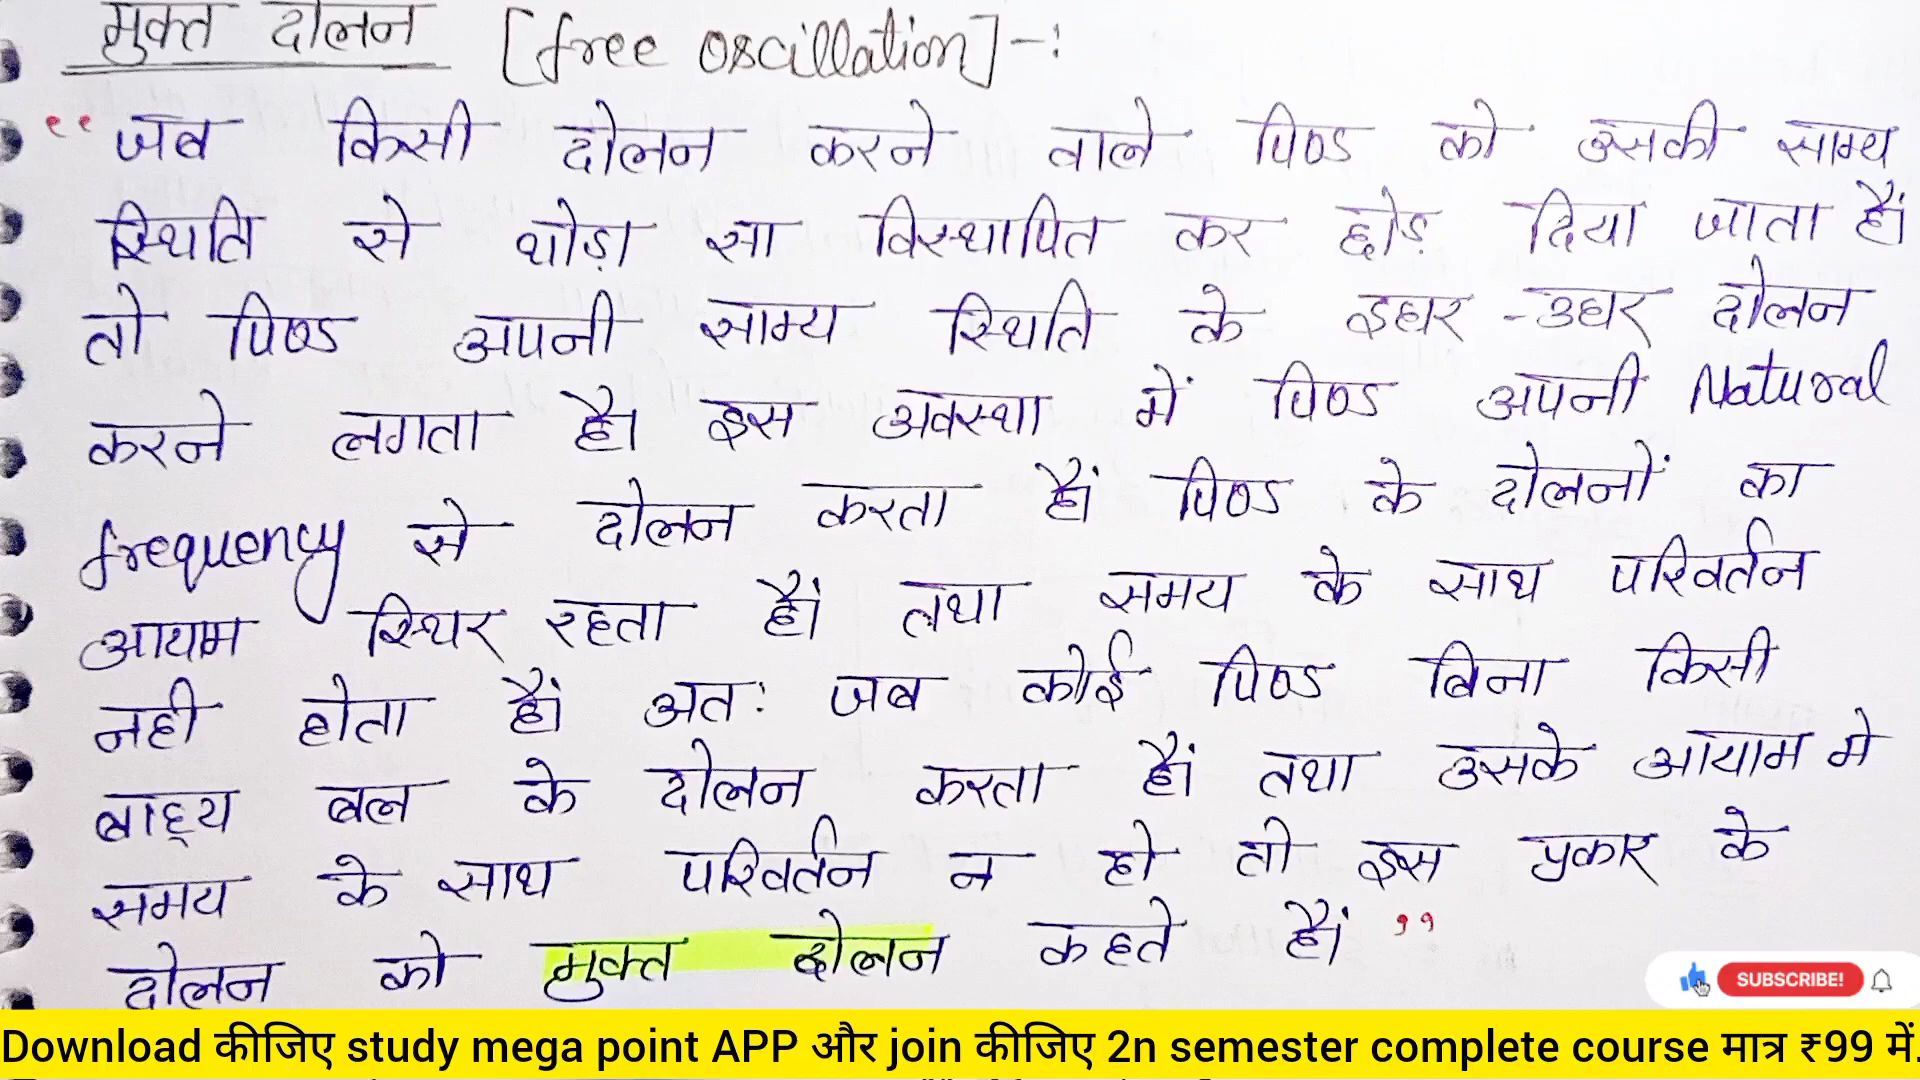 मुक्त दोलन [free oscillation] -:
“ जब किसी दोलन करने वाले पिण्ड को उसकी साम्य
स्थिति से थोड़ा सा विस्थापित कर छोड़ दिया जाता हैं।
तो पिण्ड अपनी साम्य स्थिति के इधर -उधर दोलन
करने लगता है। इस अवस्था में पिण्ड अपनी Natural
frequency से दोलन करता हैं। पिण्ड के दोलनों का
आयाम स्थिर रहता हैं। तथा समय के साथ परिवर्तन
नही होता हैं। अतः जब कोई पिण्ड बिना किसी
बाह्य बल के दोलन करता हैं। तथा उसके आयाम मे
समय के साथ परिवर्तन न हो तो इस प्रकार के
दोलन को मुक्त दोलन कहते हैं। ”
SUBSCRIBE!
Download कीजिए study mega point APP और join कीजिए 2n semester complete course मात्र ₹99 में.